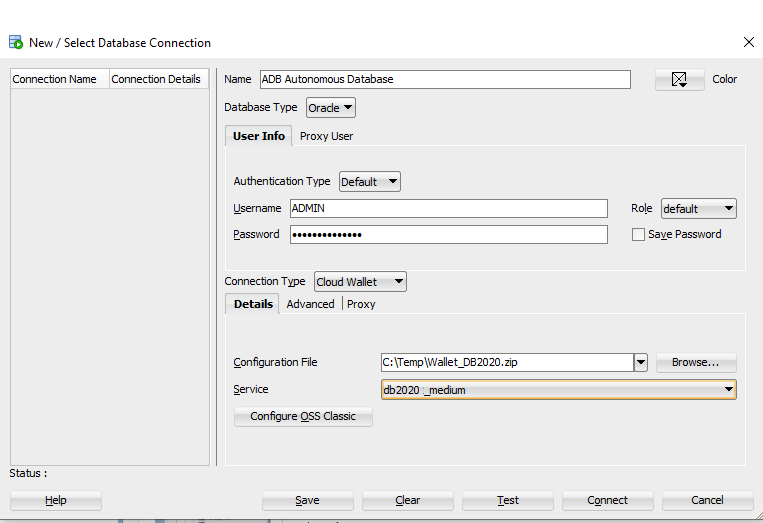 New / Select Database Connection
Connection Name Connection Details
Name ADB Autonomous Database Color
Database Type Oracle
User Info Proxy User
Authentication Type Default
Username ADMIN Role default
Password •••••••••••••• Save Password
Connection Type Cloud Wallet
Details Advanced Proxy
Configuration File C:\Temp\Wallet_DB2020.zip Browse...
Service db2020 _medium
Configure OSS Classic
Status :
Help Save Clear Test Connect Cancel